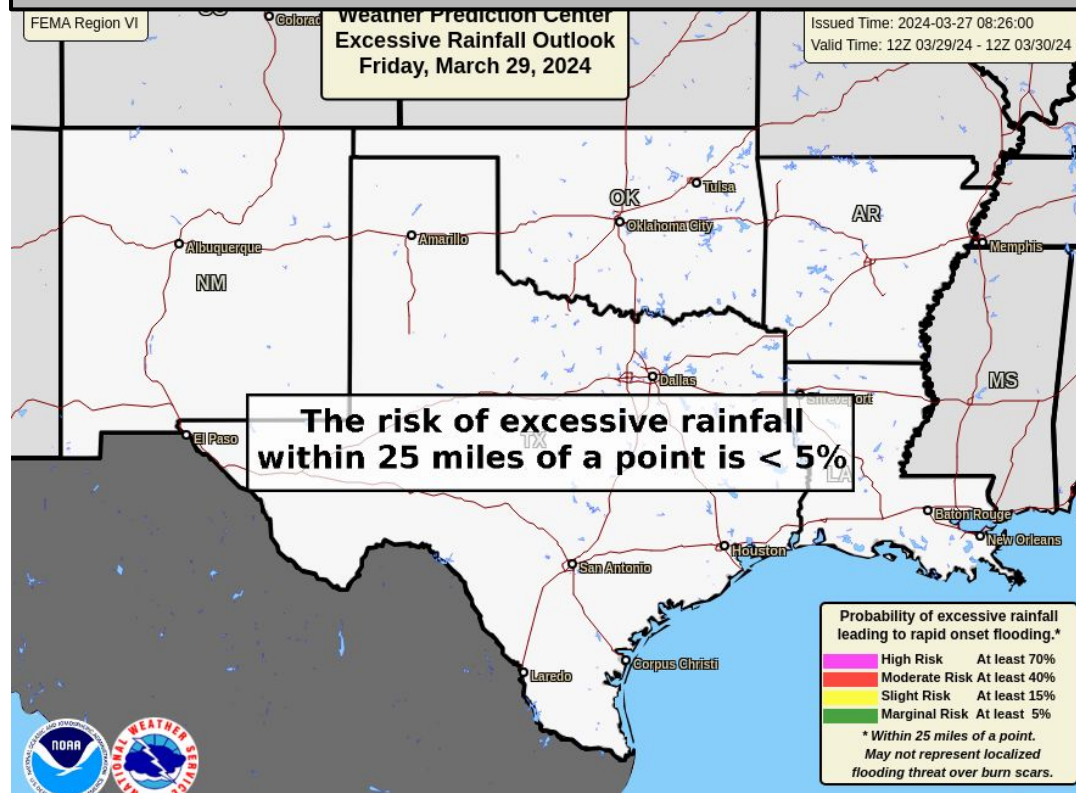 FEMA Region VI
Weather Prediction Center
Excessive Rainfall Outlook
Friday, March 29, 2024
Issued Time: 2024-03-27 08:26:00
Valid Time: 12Z 03/29/24 - 12Z 03/30/24
Tulsa
OK
Oklahoma City
AR
Albuquerque
Amarillo
Memphis
NM
Dallas
MS
Shreveport
The risk of excessive rainfall
within 25 miles of a point is < 5%
El Paso
TX
LA
Baton Rouge
New Orleans
Houston
San Antonio
Laredo
Corpus Christi
Probability of excessive rainfall
leading to rapid onset flooding.*
High Risk At least 70%
Moderate Risk At least 40%
Slight Risk At least 15%
Marginal Risk At least 5%
* Within 25 miles of a point.
May not represent localized
flooding threat over burn scars.
NOAA
NATIONAL WEATHER SERVICE